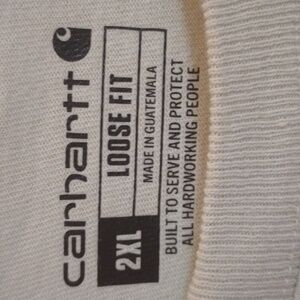 carhartt
2XL
LOOSE FIT
MADE IN GUATEMALA
BUILT TO SERVE AND PROTECT
ALL HARDWORKING PEOPLE